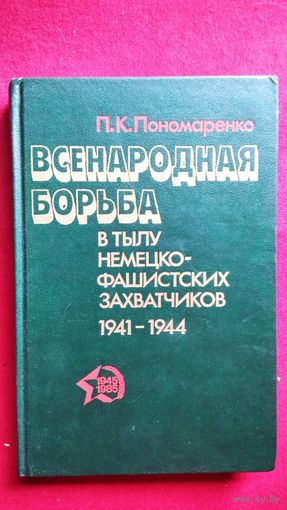 П.К.Пономаренко
ВСЕНАРОДНАЯ
БОРЬБА
В ТЫЛУ
НЕМЕЦКО-
ФАШИСТСКИХ
ЗАХВАТЧИКОВ
1941-1944
1945
1985